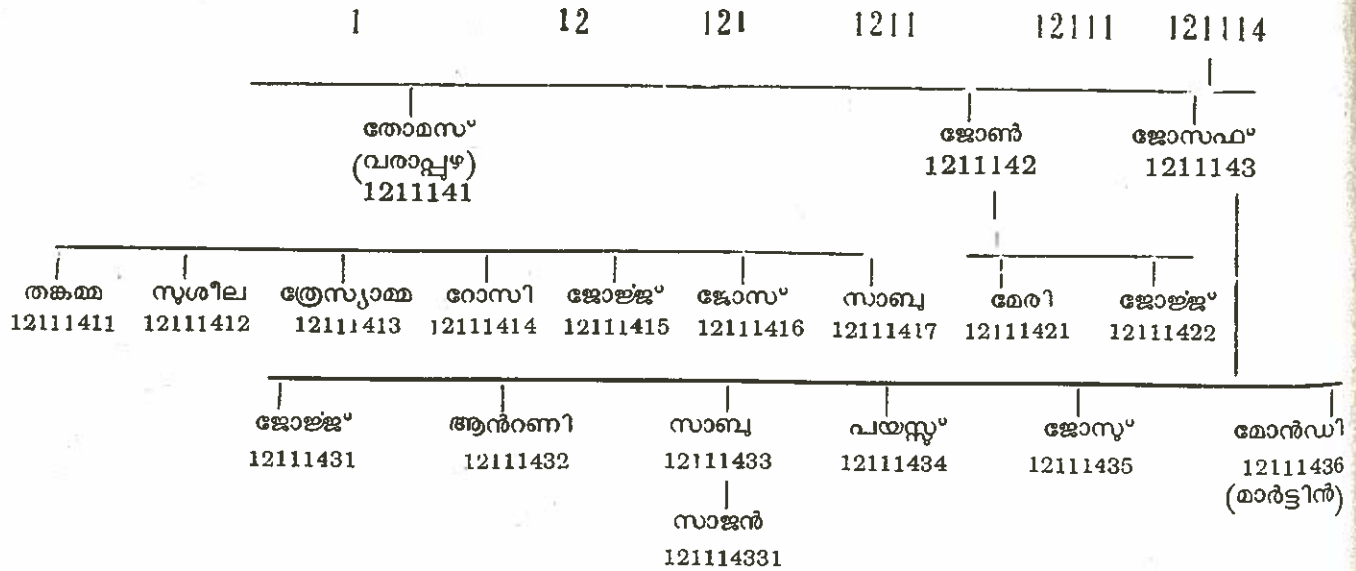 1 12 121 1211 12111 121114
തോമസ് ജോൺ ജോസഫ്
(വരാപ്പുഴ) 1211142 1211143
1211141
തങ്കമ്മ സുശീല ത്രേസ്യാമ്മ റോസി ജോർജ്ജ് ജോസ് സാബു മേരി ജോർജ്ജ്
12111411 12111412 12111413 12111414 12111415 12111416 12111417 12111421 12111422
ജോർജ്ജ് ആൻറണി സാബു പയസ്സ് ജോസ് മോൻഡി
12111431 12111432 12111433 12111434 12111435 12111436
(മാർട്ടിൻ)
സാജൻ
121114331